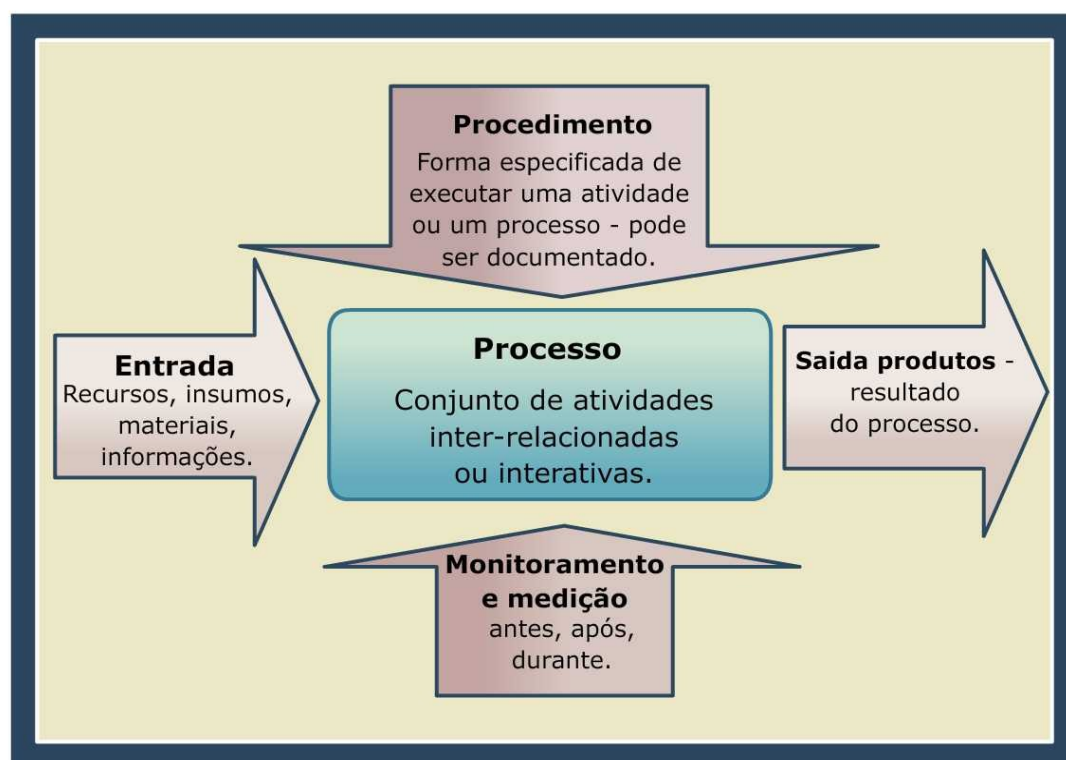 Procedimento
Forma especificada de
executar uma atividade
ou um processo - pode
ser documentado.
Entrada
Recursos, insumos,
materiais,
informações.
Processo
Conjunto de atividades
inter-relacionadas
ou interativas.
Saida produtos -
resultado
do processo.
Monitoramento
e medição
antes, após,
durante.